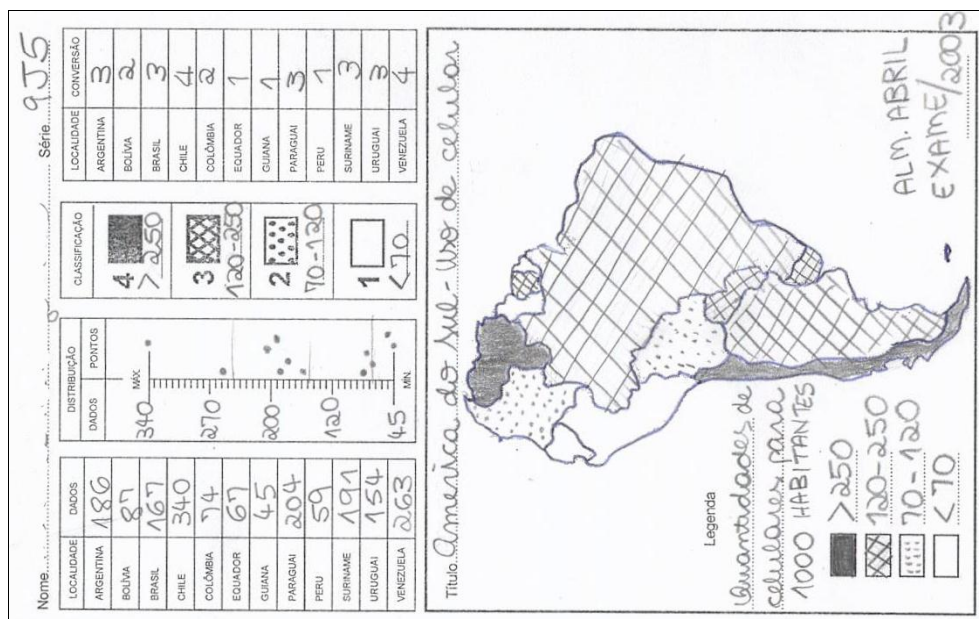 Nome
Série 9J5
LOCALIDADE DADOS
ARGENTINA 186
BOLÍVIA 87
BRASIL 167
CHILE 340
COLÔMBIA 74
EQUADOR 67
GUIANA 45
PARAGUAI 204
PERU 59
SURINAME 191
URUGUAI 154
VENEZUELA 263
DISTRIBUIÇÃO
DADOS PONTOS
340 MÁX.
270
200
120
45 MÍN.
CLASSIFICAÇÃO
4
>250
3
120-250
2
70-120
1
<70
LOCALIDADE CONVERSÃO
ARGENTINA 3
BOLÍVIA 2
BRASIL 3
CHILE 4
COLÔMBIA 2
EQUADOR 1
GUIANA 1
PARAGUAI 3
PERU 1
SURINAME 3
URUGUAI 3
VENEZUELA 4
Título América do Sul - Uso de celular
Legenda
Quantidades de
celulares para
1000 HABITANTES
>250
120-250
70-120
<70
ALM. ABRIL
EXAME/2003